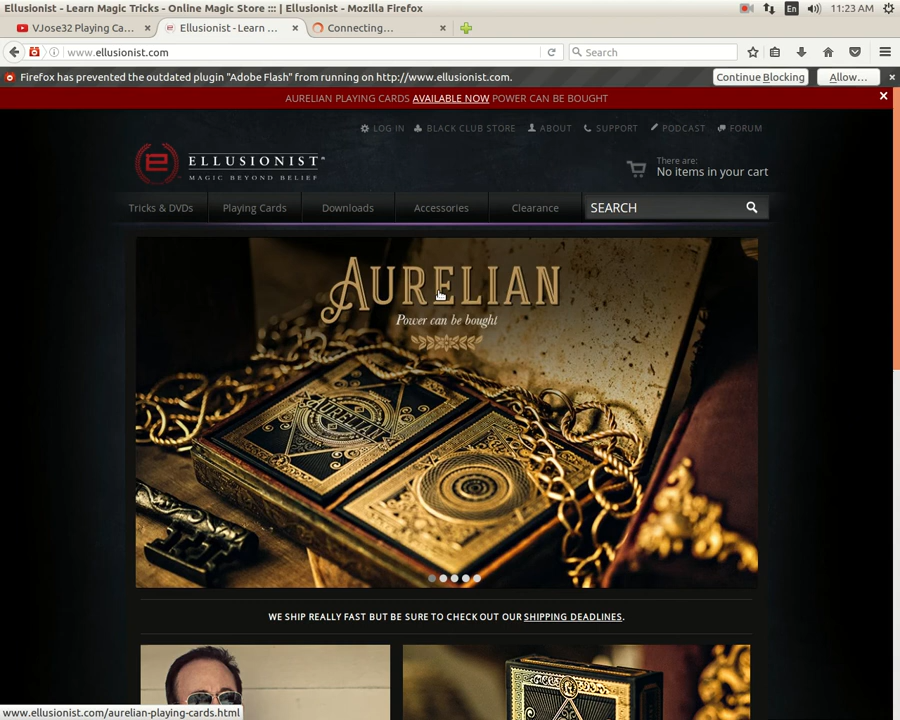 Ellusionist - Learn Magic Tricks - Online Magic Store ::: | Ellusionist - Mozilla Firefox
En
11:23 AM
VJose32 Playing Ca...
Ellusionist - Learn ...
Connecting...
www.ellusionist.com
Search
Firefox has prevented the outdated plugin "Adobe Flash" from running on http://www.ellusionist.com.
Continue Blocking
Allow...
AURELIAN PLAYING CARDS AVAILABLE NOW POWER CAN BE BOUGHT
LOG IN
BLACK CLUB STORE
ABOUT
SUPPORT
PODCAST
FORUM
ELLUSIONIST
MAGIC BEYOND BELIEF
There are:
No items in your cart
Tricks & DVDs
Playing Cards
Downloads
Accessories
Clearance
SEARCH
AURELIAN
Power can be bought
AURELIAN
WE SHIP REALLY FAST BUT BE SURE TO CHECK OUT OUR SHIPPING DEADLINES.
www.ellusionist.com/aurelian-playing-cards.html